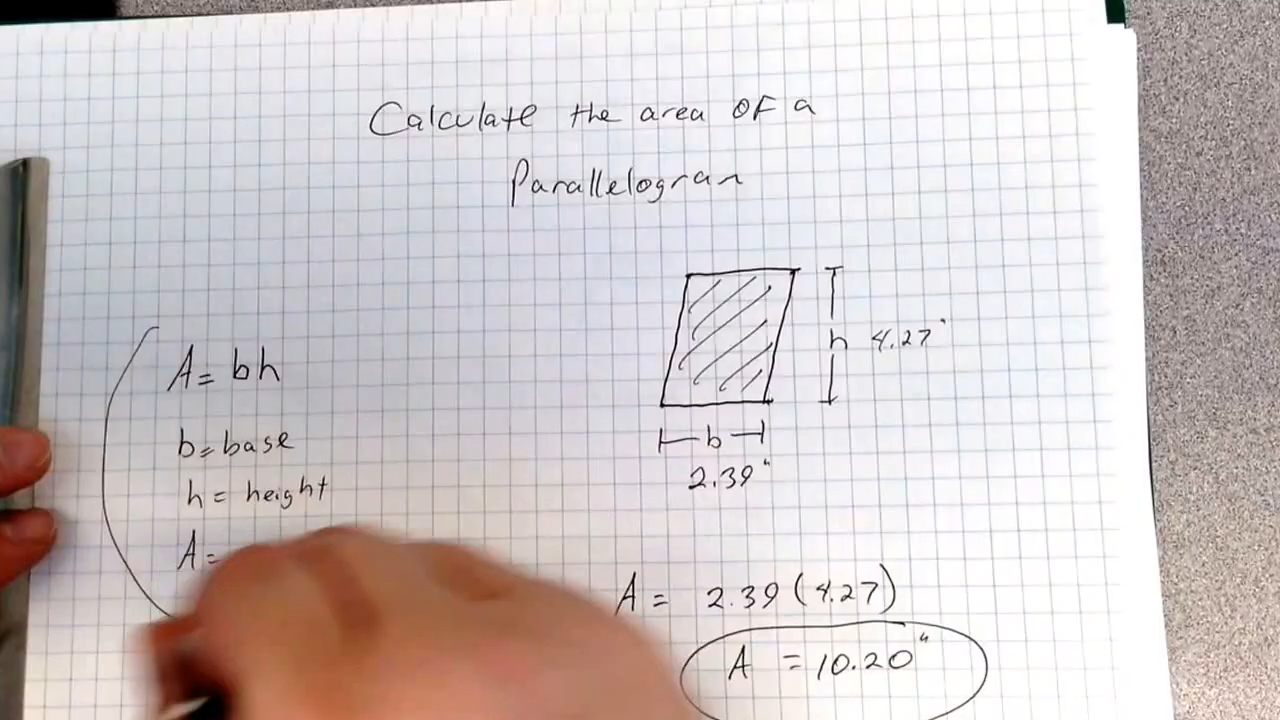 Calculate the area of a
Parallelogram
A = bh
b = base
h = height
A =
h 4.27"
b
2.39"
A = 2.39 (4.27)
A = 10.20"